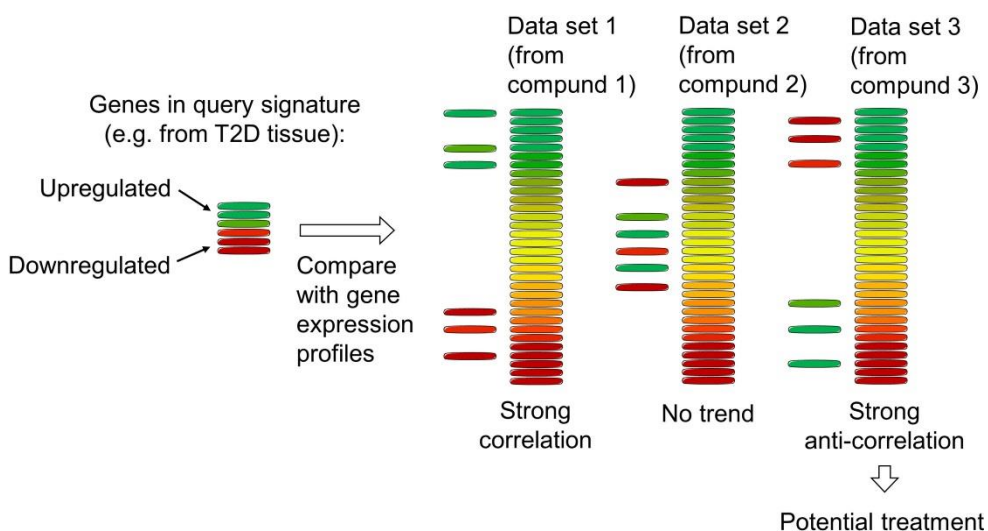 Genes in query signature
(e.g. from T2D tissue):
Upregulated
Downregulated
Compare
with gene
expression
profiles
Data set 1
(from
compund 1)
Strong
correlation
Data set 2
(from
compund 2)
No trend
Data set 3
(from
compund 3)
Strong
anti-correlation
Potential treatment